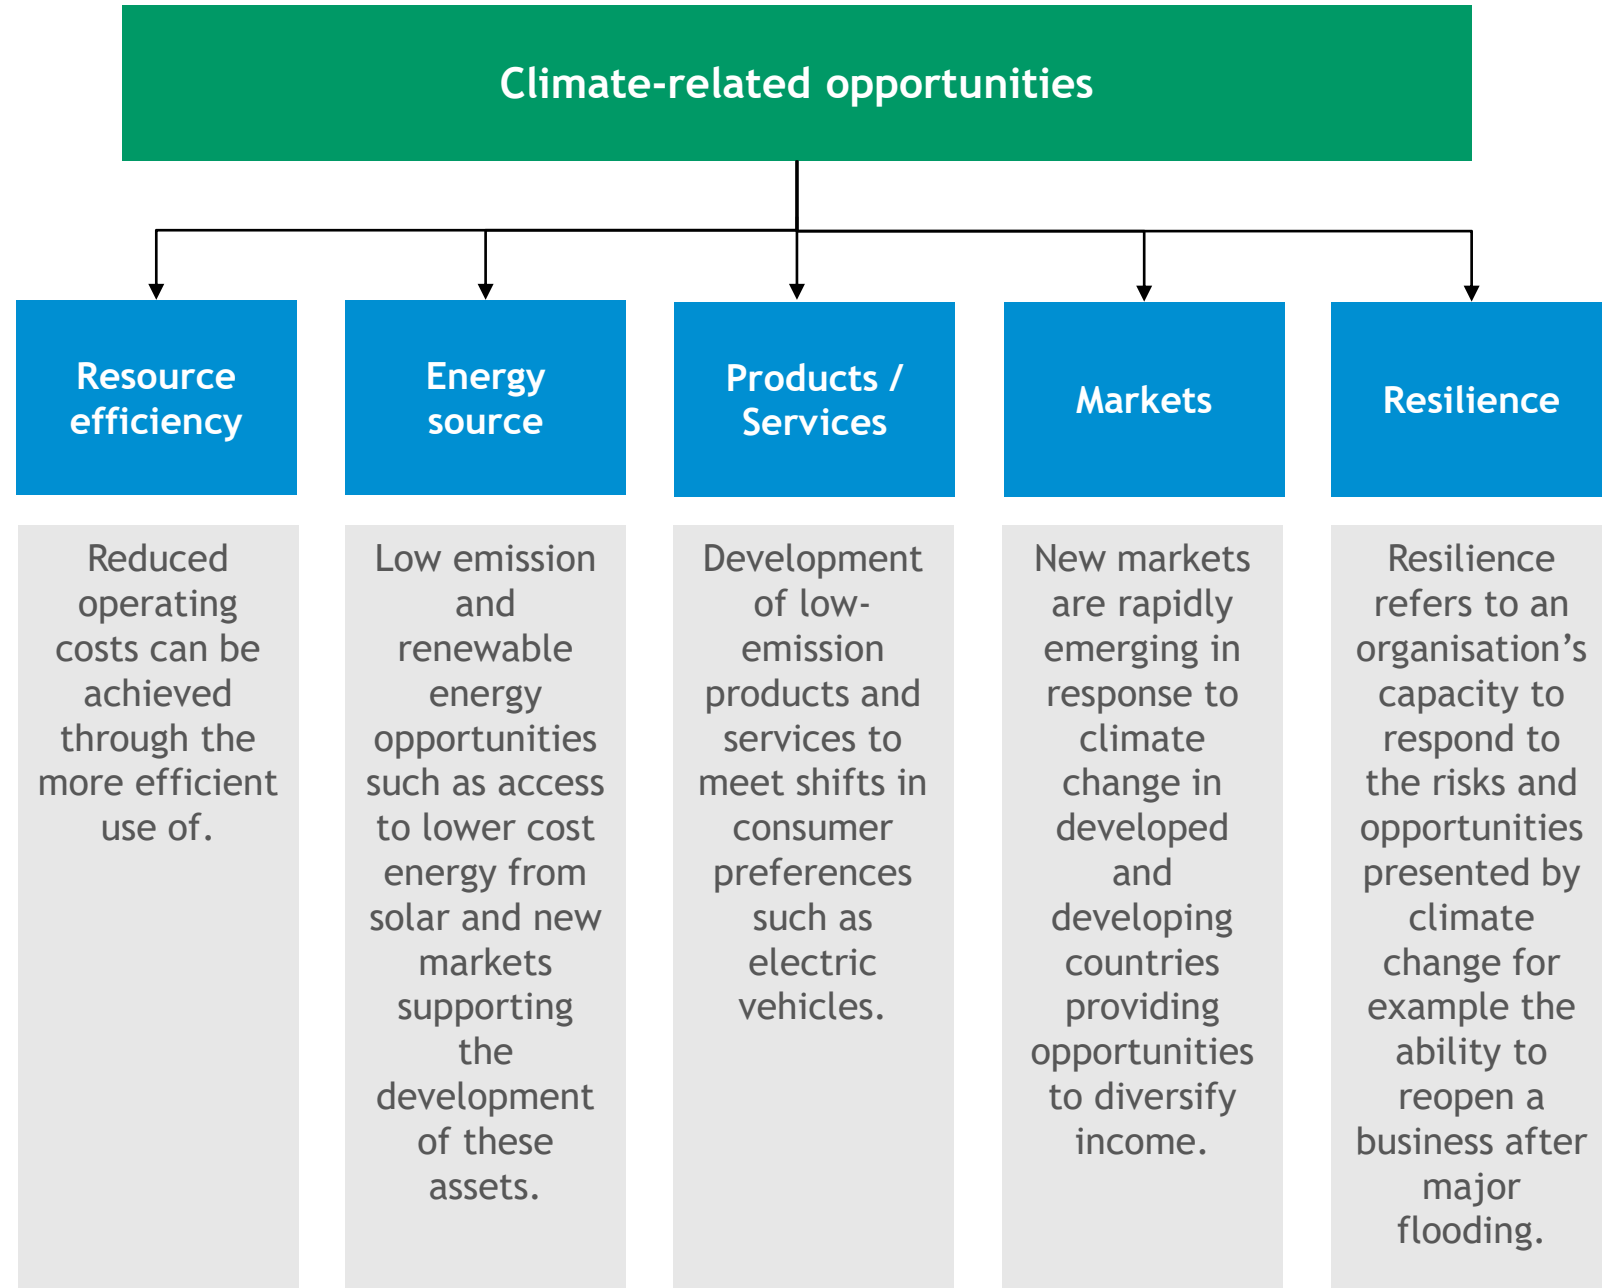 Climate-related opportunities
Resource
efficiency
Energy
source
Products /
Services
Markets
Resilience
Reduced
operating
costs can be
achieved
through the
more efficient
use of.
Low emission
and
renewable
energy
opportunities
such as access
to lower cost
energy from
solar and new
markets
supporting
the
development
of these
assets.
Development
of low-
emission
products and
services to
meet shifts in
consumer
preferences
such as
electric
vehicles.
New markets
are rapidly
emerging in
response to
climate
change in
developed
and
developing
countries
providing
opportunities
to diversify
income.
Resilience
refers to an
organisation’s
capacity to
respond to
the risks and
opportunities
presented by
climate
change for
example the
ability to
reopen a
business after
major
flooding.